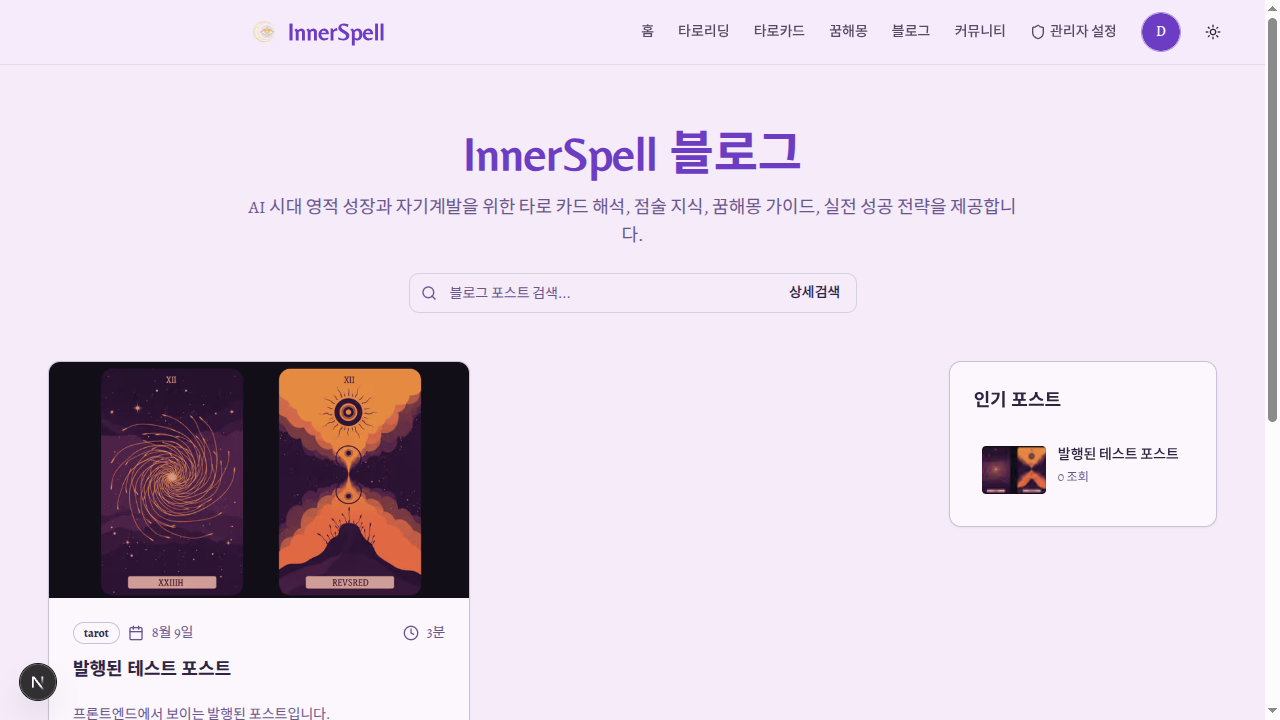 InnerSpell
홈
타로리딩
타로카드
꿈해몽
블로그
커뮤니티
관리자 설정
D
InnerSpell 블로그
AI 시대 영적 성장과 자기계발을 위한 타로 카드 해석, 점술 지식, 꿈해몽 가이드, 실전 성공 전략을 제공합니
다.
블로그 포스트 검색...
상세검색
XII
XII
XXIIIH
REVSRED
인기 포스트
발행된 테스트 포스트
0 조회
tarot
8월 9일
3분
발행된 테스트 포스트
프론트엔드에서 보이는 발행된 포스트입니다.
N